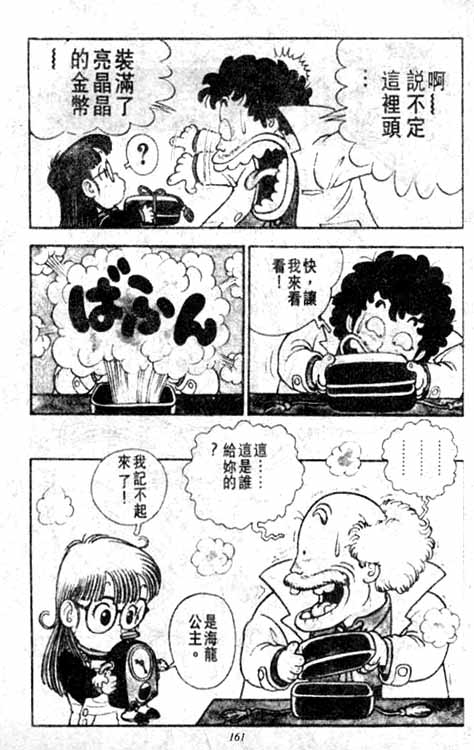 啊~~
說不定
這裡頭
⋯
裝滿了
亮晶晶
的金幣
~~
?
快，讓
我來看
看！
ばふん
⋯⋯⋯
⋯⋯⋯
這⋯⋯
這是誰
給妳的
?
我記不起
來了！
是海龍
公主。
161